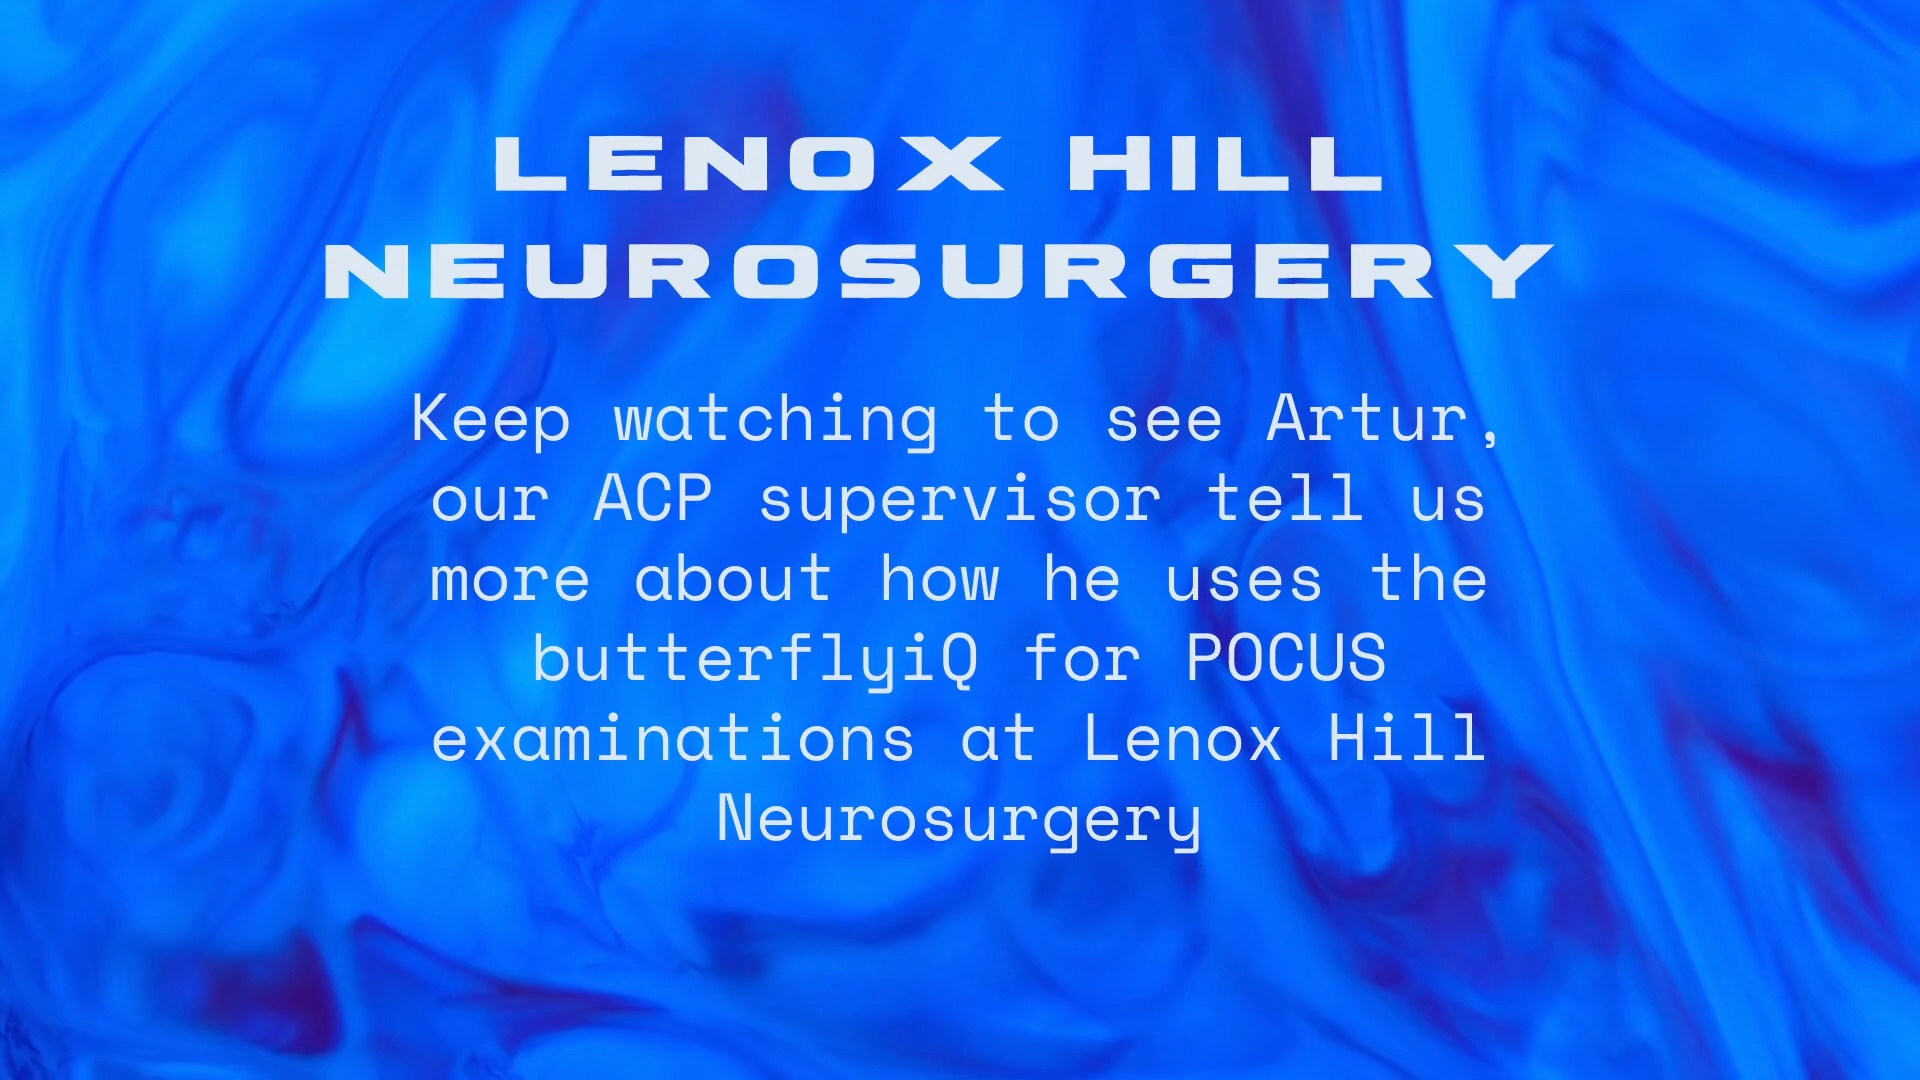 LENOX HILL
NEUROSURGERY
Keep watching to see Artur,
our ACP supervisor tell us
more about how he uses the
butterflyiQ for POCUS
examinations at Lenox Hill
Neurosurgery